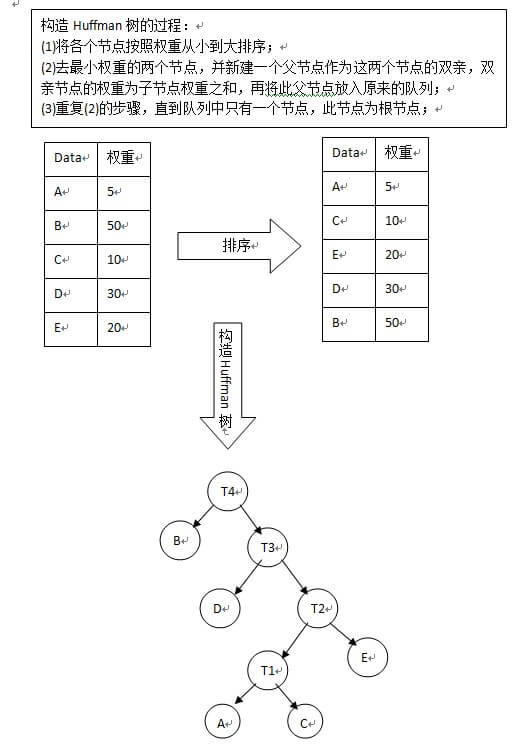 构造 Huffman 树的过程：
(1)将各个节点按照权重从小到大排序；
(2)去最小权重的两个节点，并新建一个父节点作为这两个节点的双亲，双
亲节点的权重为子节点权重之和，再将此父节点放入原来的队列；
(3)重复(2)的步骤，直到队列中只有一个节点，此节点为根节点；
Data 权重
A 5
B 50
C 10
D 30
E 20
排序
Data 权重
A 5
C 10
E 20
D 30
B 50
构造 Huffman 树
T4
B
T3
D
T2
E
T1
A
C